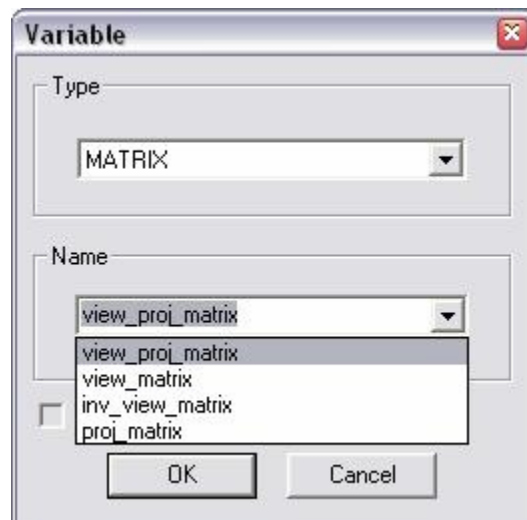 Variable
Type
MATRIX
Name
view_proj_matrix
view_proj_matrix
view_matrix
inv_view_matrix
proj_matrix
OK Cancel